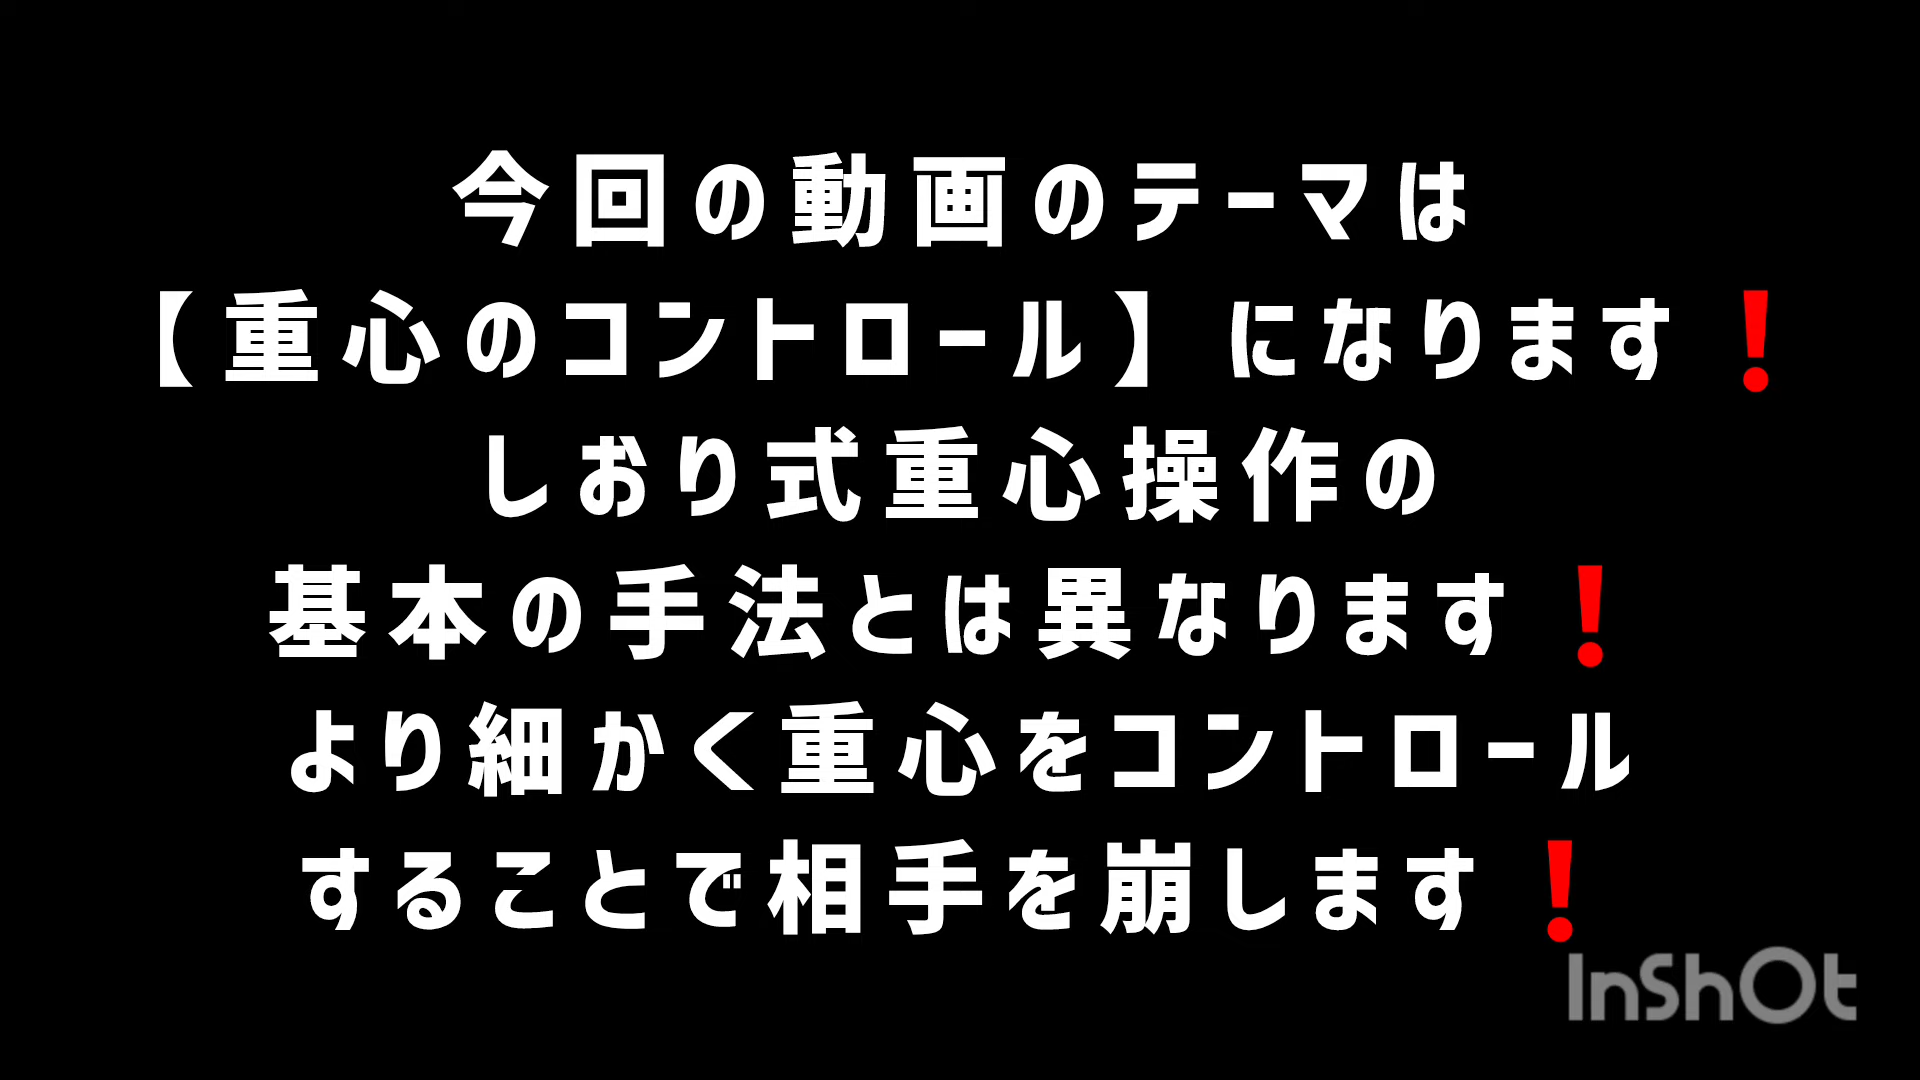 今回の動画のテーマは
【重心のコントロール】になります❗
しおり式重心操作の
基本の手法とは異なります❗
より細かく重心をコントロール
することで相手を崩します❗
InShOt